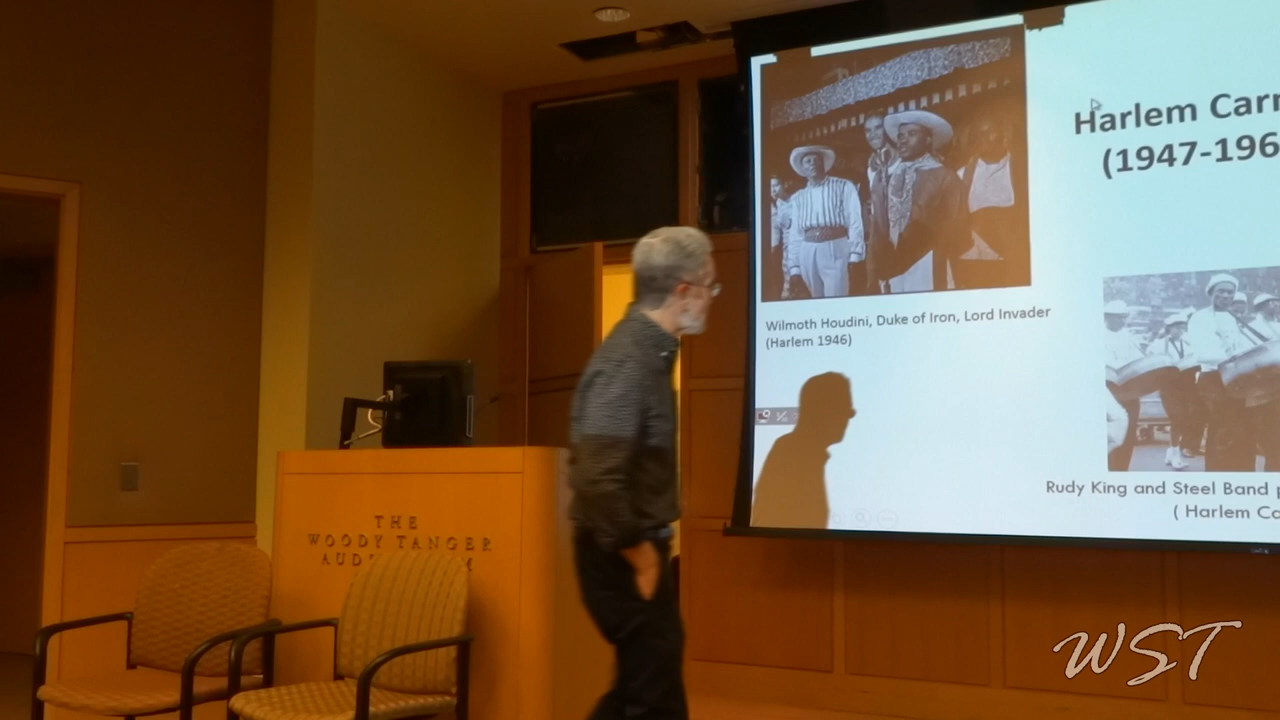 Harlem Carn
(1947-196
Wilmoth Houdini, Duke of Iron, Lord Invader
(Harlem 1946)
Rudy King and Steel Band p
( Harlem Ca
THE
WOODY TANGER
WST